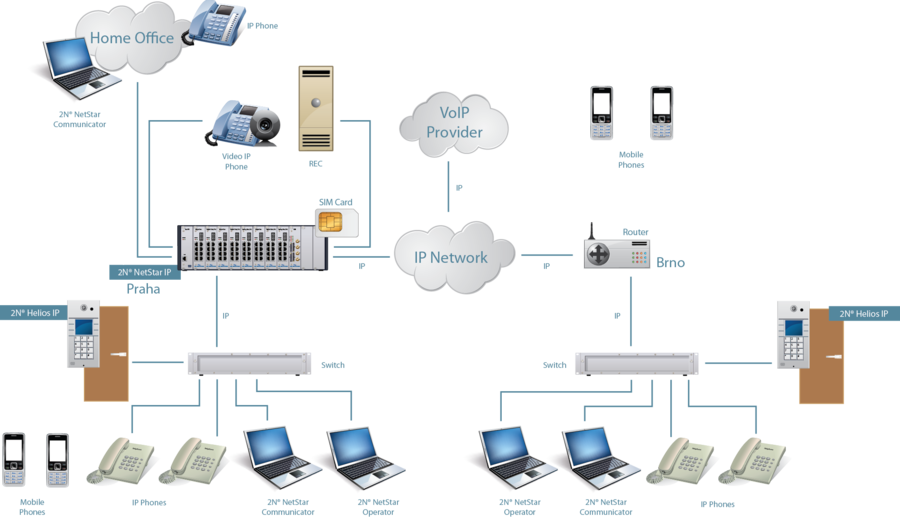 IP Phone
Home Office
2N® NetStar
Communicator
Video IP
Phone
REC
VoIP
Provider
Mobile
Phones
IP
SIM Card
Router
IP Network
IP
IP
Brno
2N® NetStar IP
Praha
2N® Helios IP
IP
IP
2N® Helios IP
Switch
Switch
Mobile
Phones
IP Phones
2N® NetStar
Communicator
2N® NetStar
Operator
2N® NetStar
Operator
2N® NetStar
Communicator
IP Phones